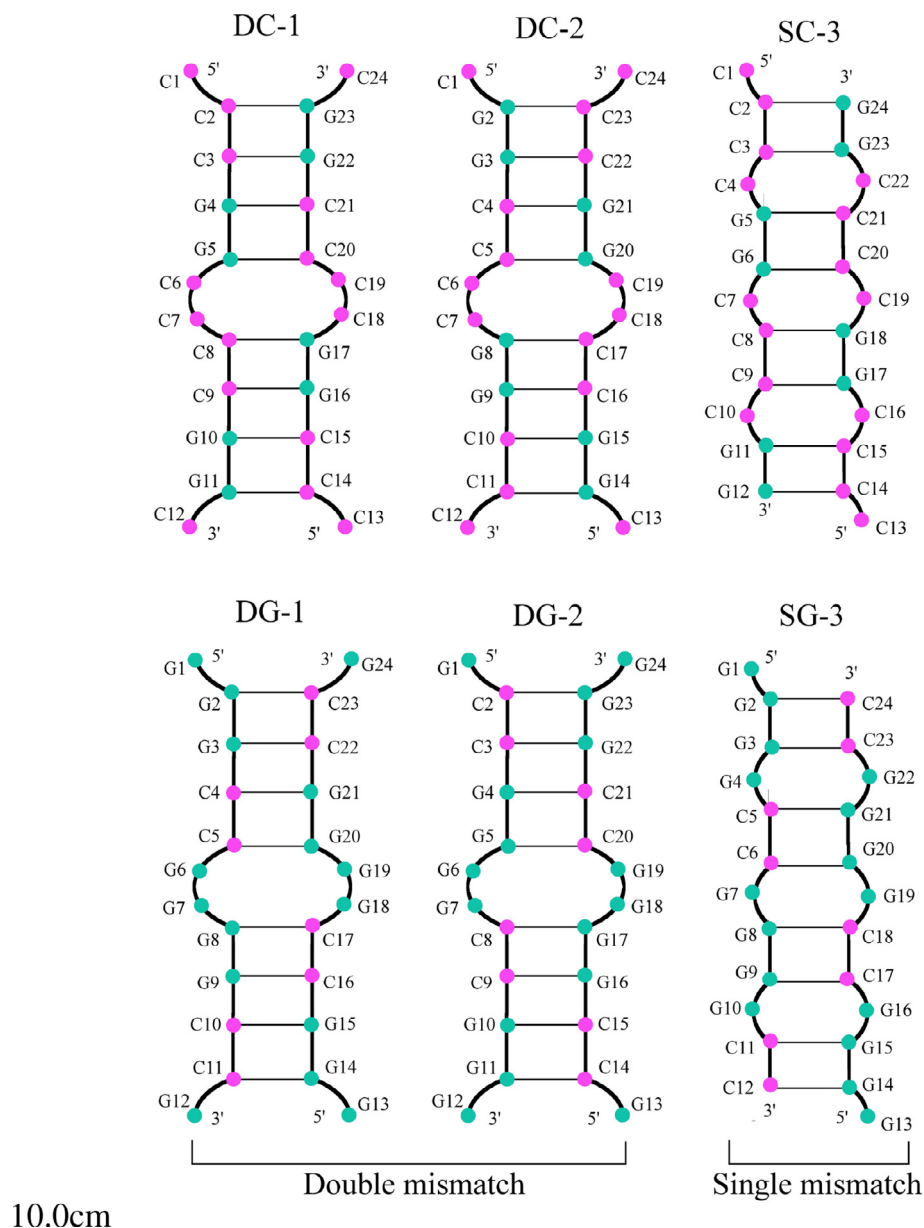 DC-1 DC-2 SC-3
C1 5' 3' C24 C1 5' 3' C24 C1 5' 3'
C2 G23 G2 C23 C2 G24
C3 G22 G3 C22 C3 G23
G4 C21 C4 G21 C4 C22
G5 C20 C5 G20 G5 C21
C6 C19 C6 C19 G6 C20
C7 C18 C7 C18 C7 C19
C8 G17 G8 C17 C8 G18
C9 G16 G9 C16 C9 G17
G10 C15 C10 G15 C10 C16
G11 C14 C11 G14 G11 C15
C12 3' 5' C13 C12 3' 5' C13 G12 3' C14
5' C13
DG-1 DG-2 SG-3
G1 5' 3' G24 G1 5' 3' G24 G1 5' 3'
G2 C23 C2 G23 G2 C24
G3 C22 C3 G22 G3 C23
C4 G21 G4 C21 G4 G22
C5 G20 G5 C20 C5 G21
G6 G19 G6 G19 C6 G20
G7 G18 G7 G18 G7 G19
G8 C17 C8 G17 G8 C18
G9 C16 C9 G16 G9 C17
C10 G15 G10 C15 G10 G16
C11 G14 G11 C14 C11 G15
G12 3' 5' G13 G12 3' 5' G13 C12 3' 5' G14
G13
Double mismatch Single mismatch
10.0cm